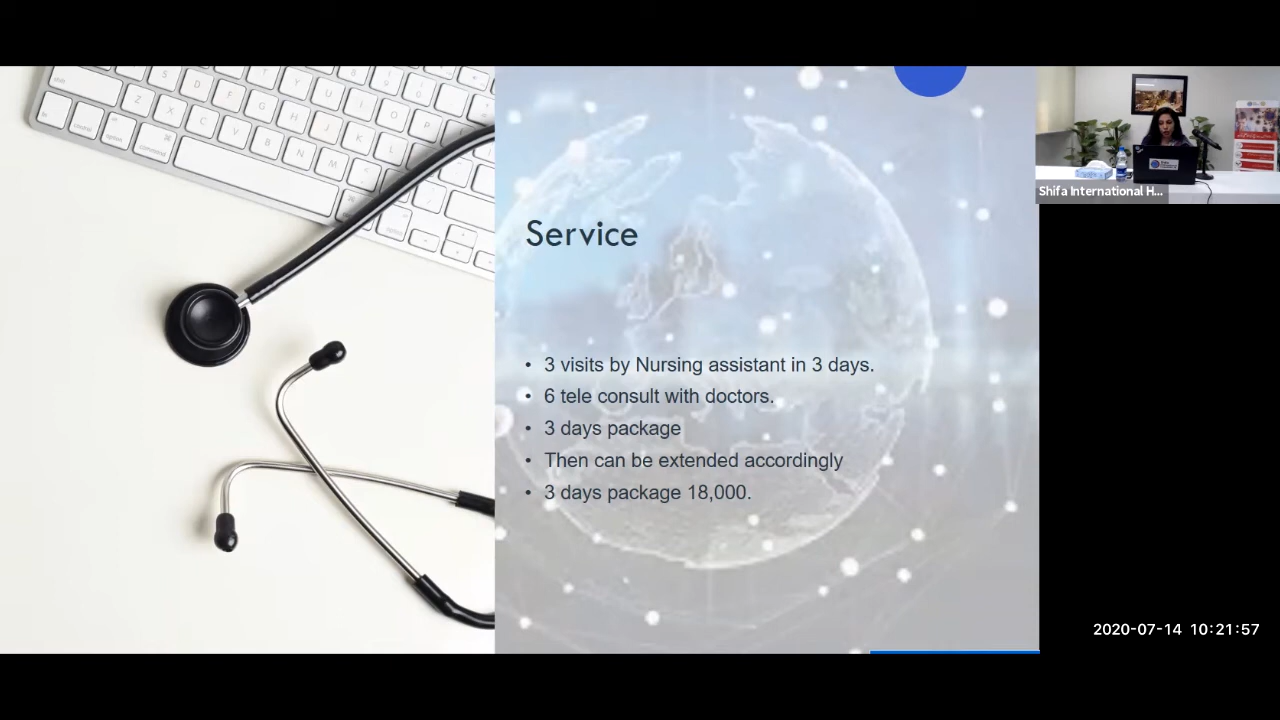 Service
• 3 visits by Nursing assistant in 3 days.
• 6 tele consult with doctors.
• 3 days package
• Then can be extended accordingly
• 3 days package 18,000.
Shifa International H...
2020-07-14 10:21:57